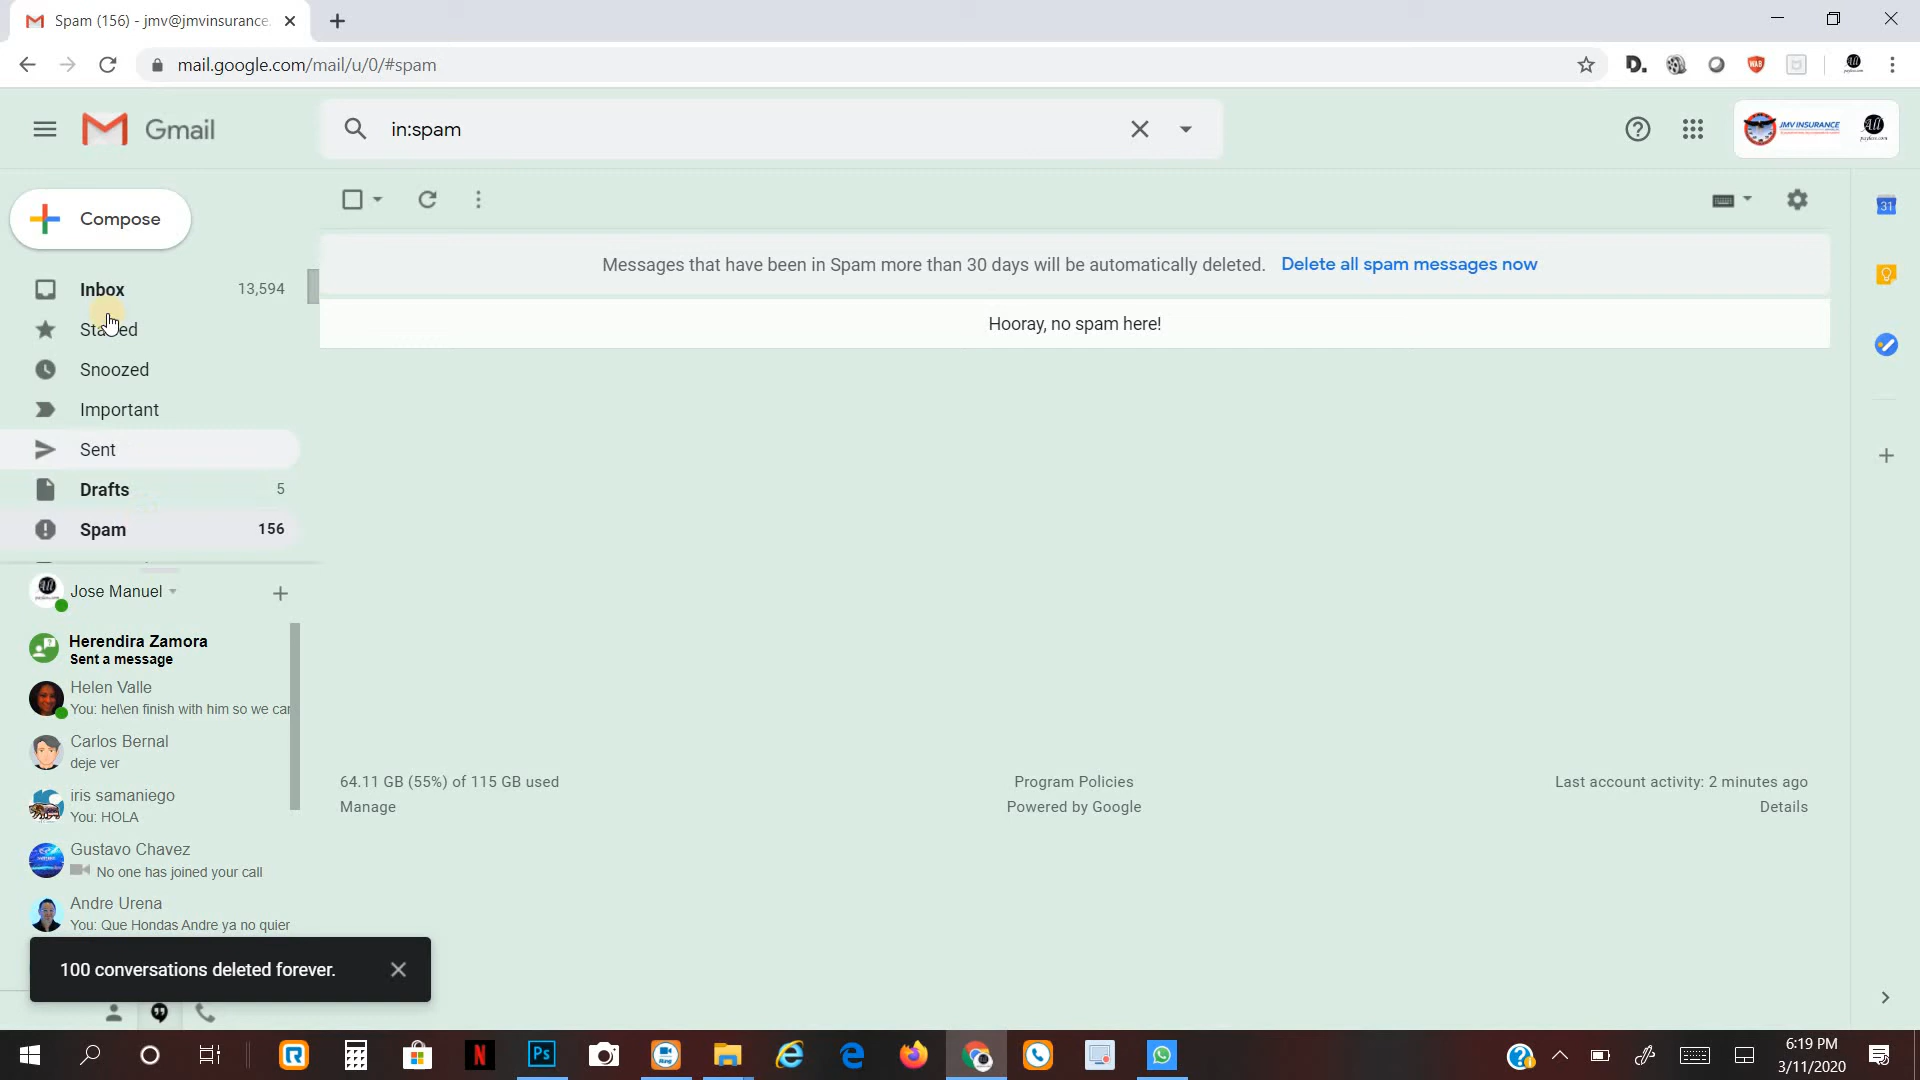 Spam (156) - jmv@jmvinsurance.
mail.google.com/mail/u/0/#spam
Gmail
in:spam
JMV INSURANCE
Compose
Messages that have been in Spam more than 30 days will be automatically deleted. Delete all spam messages now
31
Inbox 13,594
Hooray, no spam here!
Starred
Snoozed
Important
Sent
Drafts 5
Spam 156
Jose Manuel
Herendira Zamora
Sent a message
Helen Valle
You: hel\en finish with him so we can
Carlos Bernal
deje ver
iris samaniego
You: HOLA
Gustavo Chavez
No one has joined your call
Andre Urena
You: Que Hondas Andre ya no quier
64.11 GB (55%) of 115 GB used
Manage
Program Policies
Powered by Google
Last account activity: 2 minutes ago
Details
100 conversations deleted forever.
Ps
6:19 PM
3/11/2020